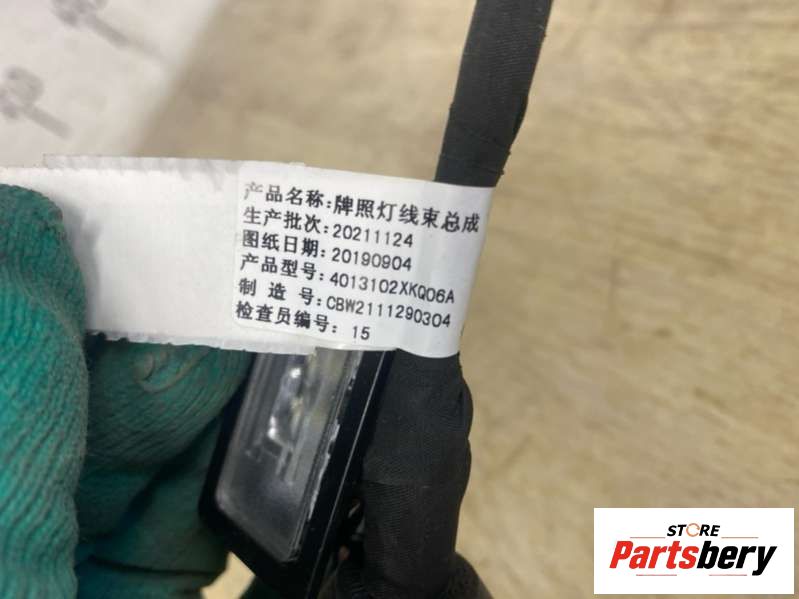 产品名称:牌照灯线束总成
生产批次:20211124
图纸日期:20190904
产品型号:4013102XKQ06A
制 造 号:CBW2111290304
检查员编号: 15
STORE
Partsbery